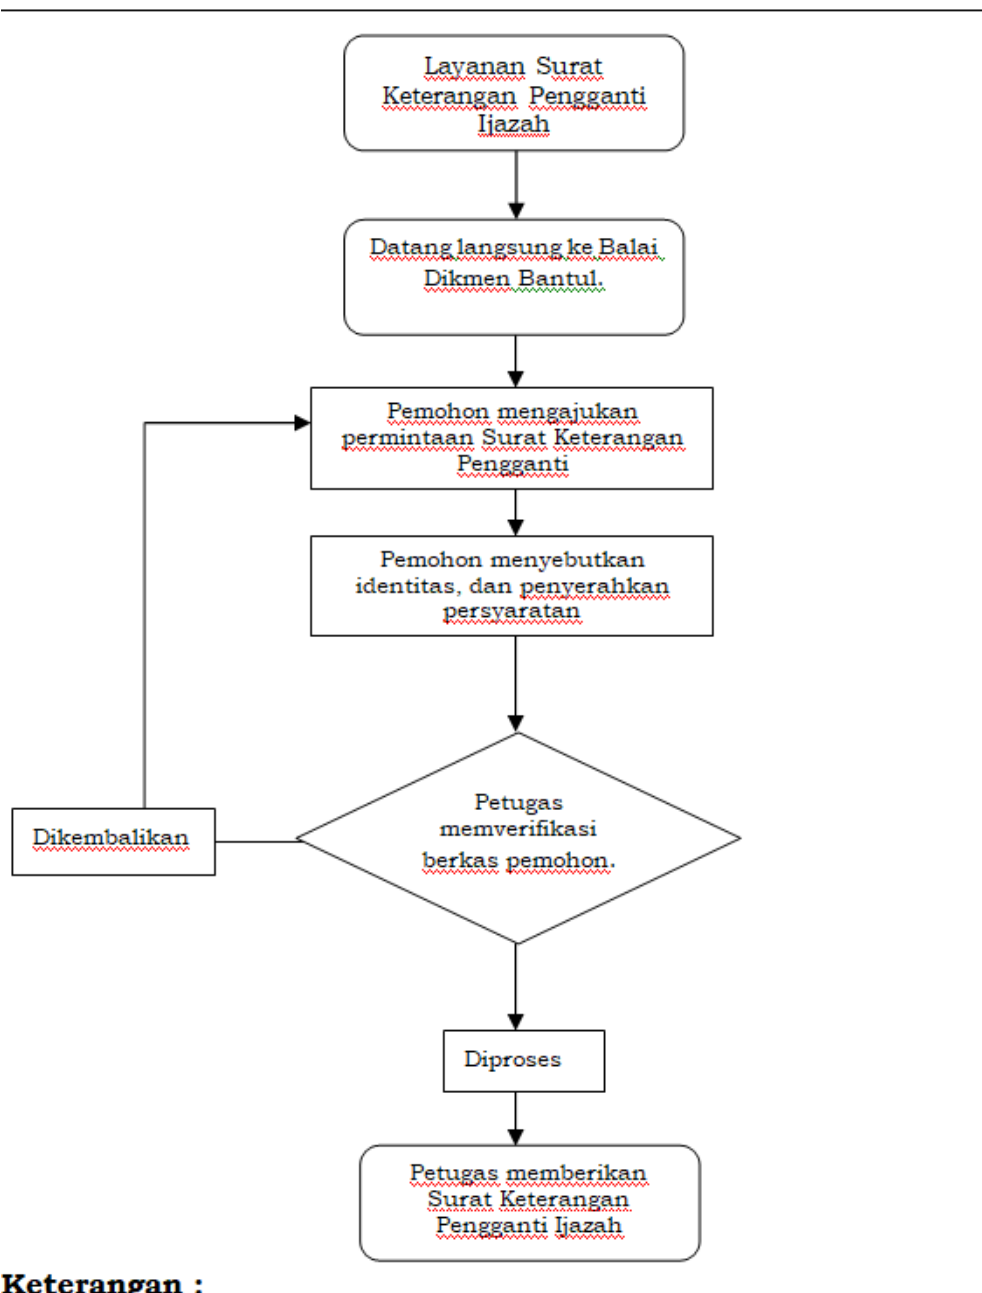 Layanan Surat
Keterangan Pengganti
Ijazah
Datang langsung ke Balai
Dikmen Bantul.
Pemohon mengajukan
permintaan Surat Keterangan
Pengganti
Pemohon menyebutkan
identitas, dan penyerahkan
persyaratan
Petugas
memverifikasi
berkas pemohon.
Dikembalikan
Diproses
Petugas memberikan
Surat Keterangan
Pengganti Ijazah
Keterangan :